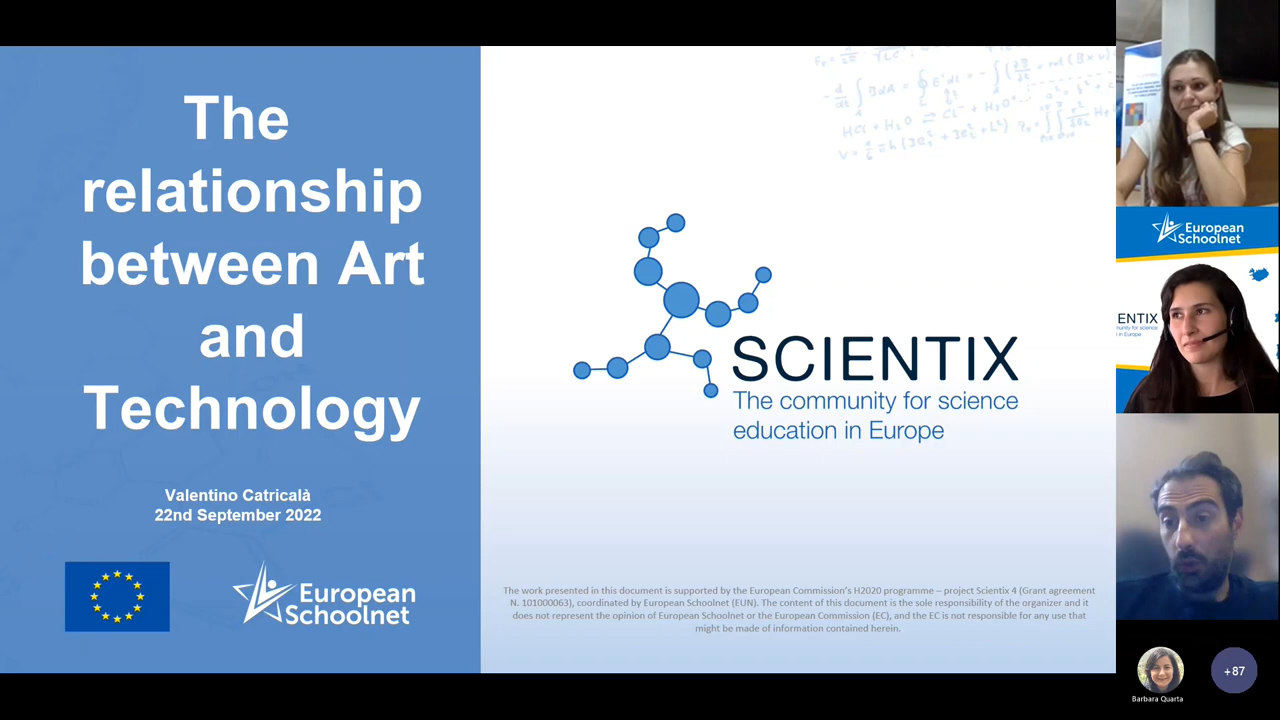 The
relationship
between Art
and
Technology
Valentino Catricalà
22nd September 2022
European
Schoolnet
SCIENTIX
The community for science
education in Europe
The work presented in this document is supported by the European Commission's H2020 programme – project Scientix 4 (Grant agreement
N. 101000063), coordinated by European Schoolnet (EUN). The content of this document is the sole responsibility of the organizer and it
does not represent the opinion of European Schoolnet or the European Commission (EC), and the EC is not responsible for any use that
might be made of information contained herein.
European
Schoolnet
ENTIX
Barbara Quarta
+87